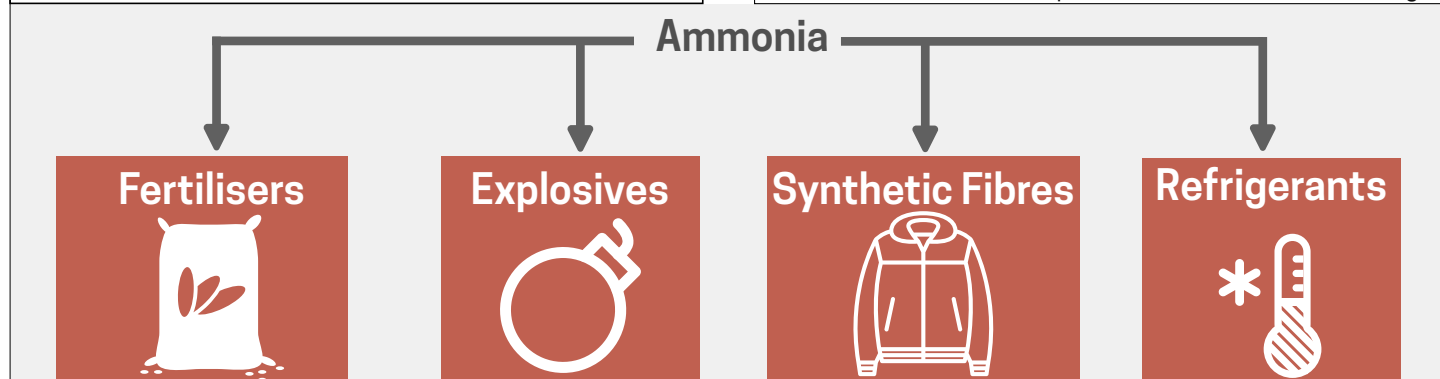 Ammonia
Fertilisers
Explosives
Synthetic Fibres
Refrigerants